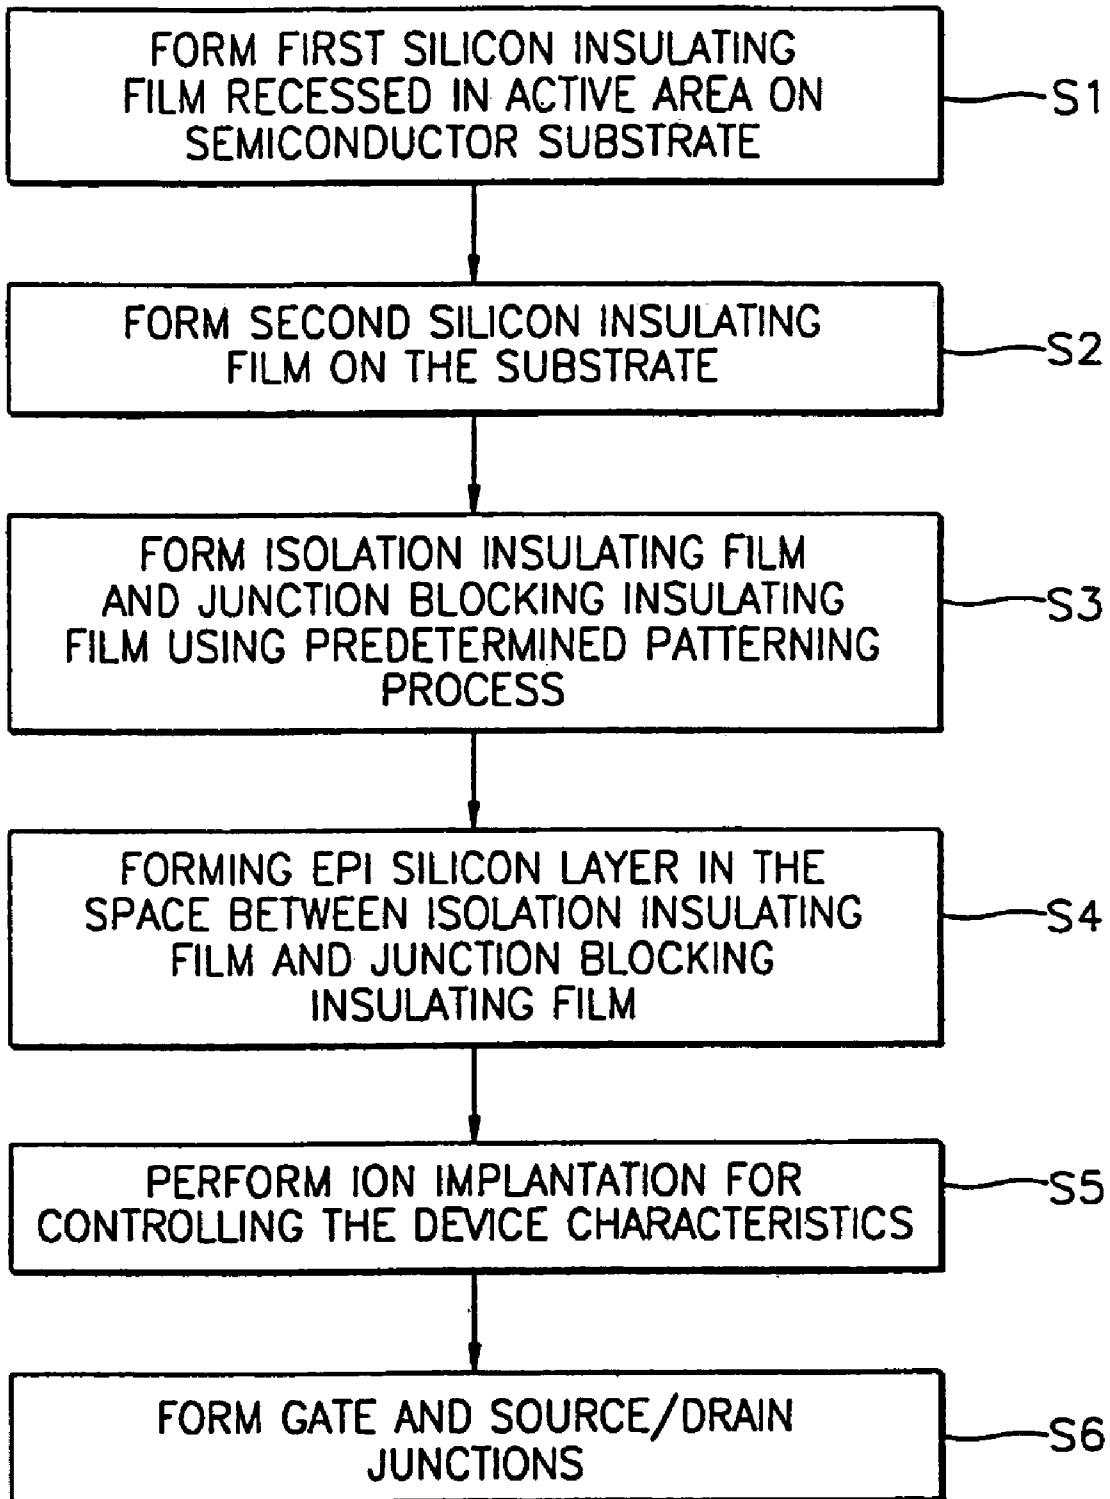 FORM FIRST SILICON INSULATING
FILM RECESSED IN ACTIVE AREA ON
SEMICONDUCTOR SUBSTRATE
S1
FORM SECOND SILICON INSULATING
FILM ON THE SUBSTRATE
S2
FORM ISOLATION INSULATING FILM
AND JUNCTION BLOCKING INSULATING
FILM USING PREDETERMINED PATTERNING
PROCESS
S3
FORMING EPI SILICON LAYER IN THE
SPACE BETWEEN ISOLATION INSULATING
FILM AND JUNCTION BLOCKING
INSULATING FILM
S4
PERFORM ION IMPLANTATION FOR
CONTROLLING THE DEVICE CHARACTERISTICS
S5
FORM GATE AND SOURCE/DRAIN
JUNCTIONS
S6